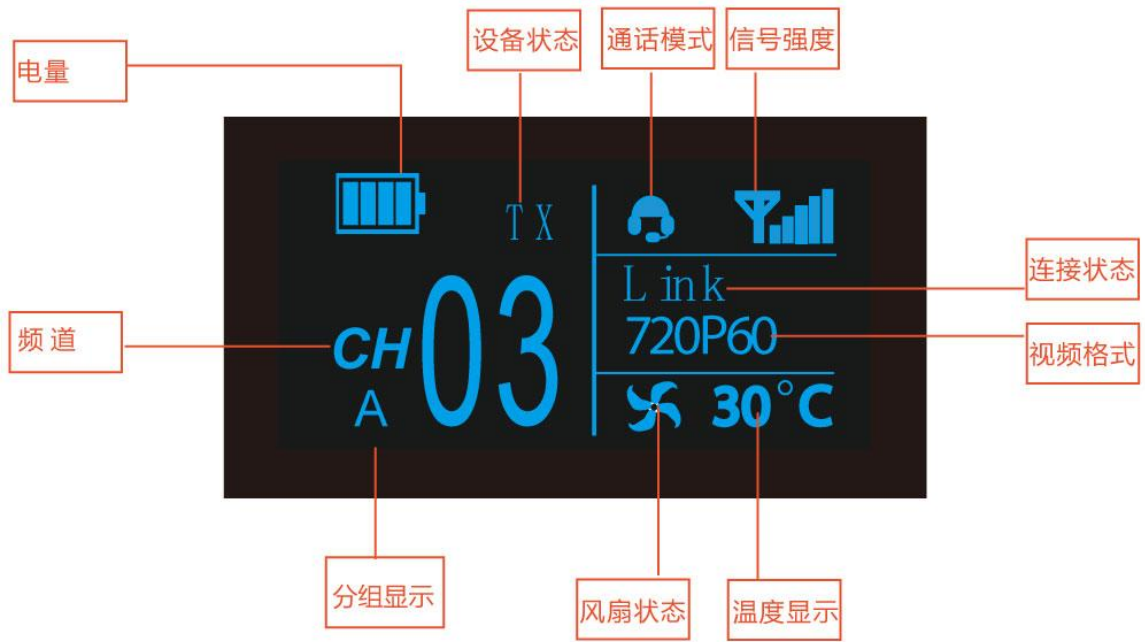 设备状态
通话模式
信号强度
电量
TX
Link
连接状态
720P60
视频格式
频 道
CH
03
A
30°C
分组显示
风扇状态
温度显示